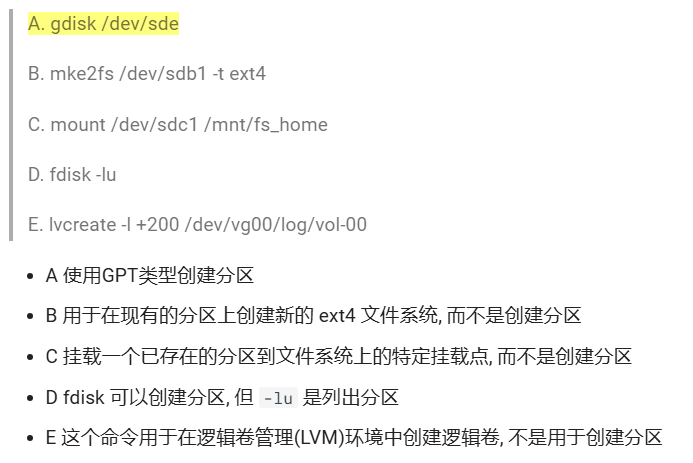 A. gdisk /dev/sde
B. mke2fs /dev/sdb1 -t ext4
C. mount /dev/sdc1 /mnt/fs_home
D. fdisk -lu
E. lvcreate -l +200 /dev/vg00/log/vol-00
• A 使用GPT类型创建分区
• B 用于在现有的分区上创建新的 ext4 文件系统, 而不是创建分区
• C 挂载一个已存在的分区到文件系统上的特定挂载点, 而不是创建分区
• D fdisk 可以创建分区, 但 -lu 是列出分区
• E 这个命令用于在逻辑卷管理(LVM)环境中创建逻辑卷, 不是用于创建分区